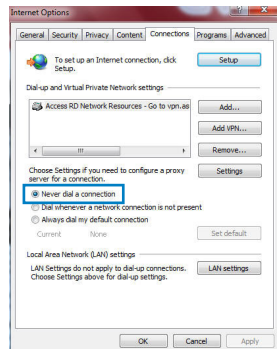 Internet Options
General Security Privacy Content Connections Programs Advanced
To set up an Internet connection, click
Setup.
Setup
Dial-up and Virtual Private Network settings
Access RD Network Resources - Go to vpn.as
Add...
Add VPN...
Remove...
Choose Settings if you need to configure a proxy
server for a connection.
Settings
Never dial a connection
Dial whenever a network connection is not present
Always dial my default connection
Current None
Set default
Local Area Network (LAN) settings
LAN Settings do not apply to dial-up connections.
Choose Settings above for dial-up settings.
LAN settings
OK Cancel Apply